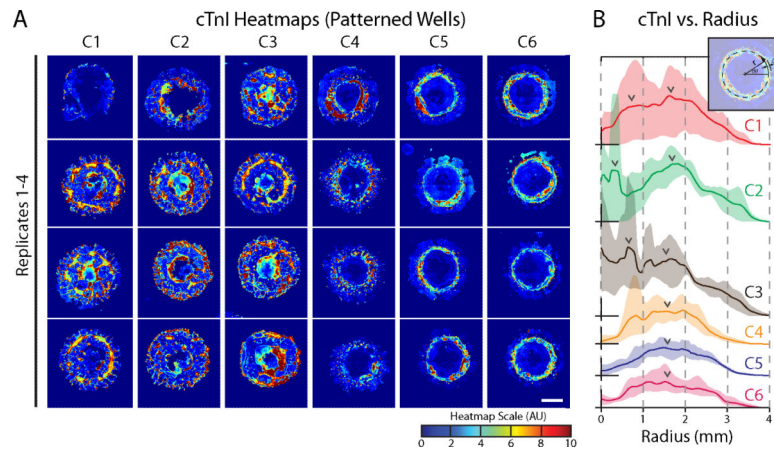 A
cTnI Heatmaps (Patterned Wells)
C1 C2 C3 C4 C5 C6
Replicates 1-4
Heatmap Scale (AU)
0 2 4 6 8 10
B
cTnI vs. Radius
C1
C2
C3
C4
C5
C6
0 1 2 3 4
Radius (mm)